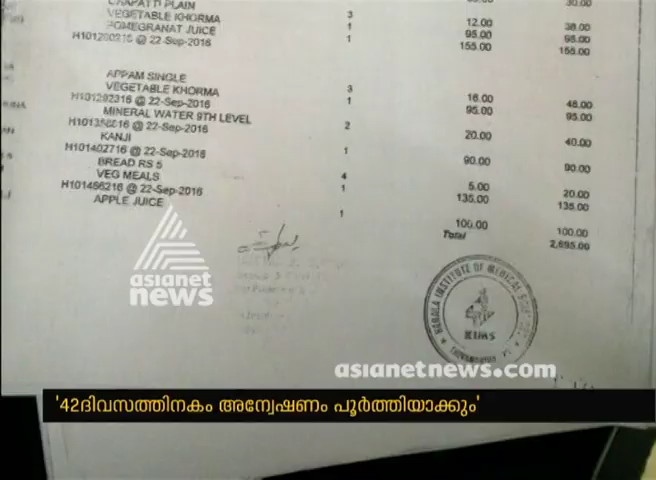 CHAPATTI PLAIN 30.00
VEGETABLE KHORMA 3 12.00 36.00
POMEGRANAT JUICE 1 95.00 95.00
@ 22-Sep-2016 1 155.00 155.00
APPAM SINGLE
VEGETABLE KHORMA 3 16.00 48.00
H101292316 @ 22-Sep-2016 1 95.00 95.00
MINERAL WATER 9TH LEVEL
@ 22-Sep-2016 2 20.00 40.00
KANJI
H101402716 @ 22-Sep-2016 1 90.00 90.00
BREAD RS 5
VEG MEALS 4 5.00 20.00
H101456216 @ 22-Sep-2016 1 135.00 135.00
APPLE JUICE
1 100.00 100.00
Total 2,695.00
KERALA INSTITUTE OF MEDICAL
KIMS
asianet
news
asianetnews.com
'42ദിവസത്തിനകം അന്വേഷണം പൂർത്തിയാക്കും'